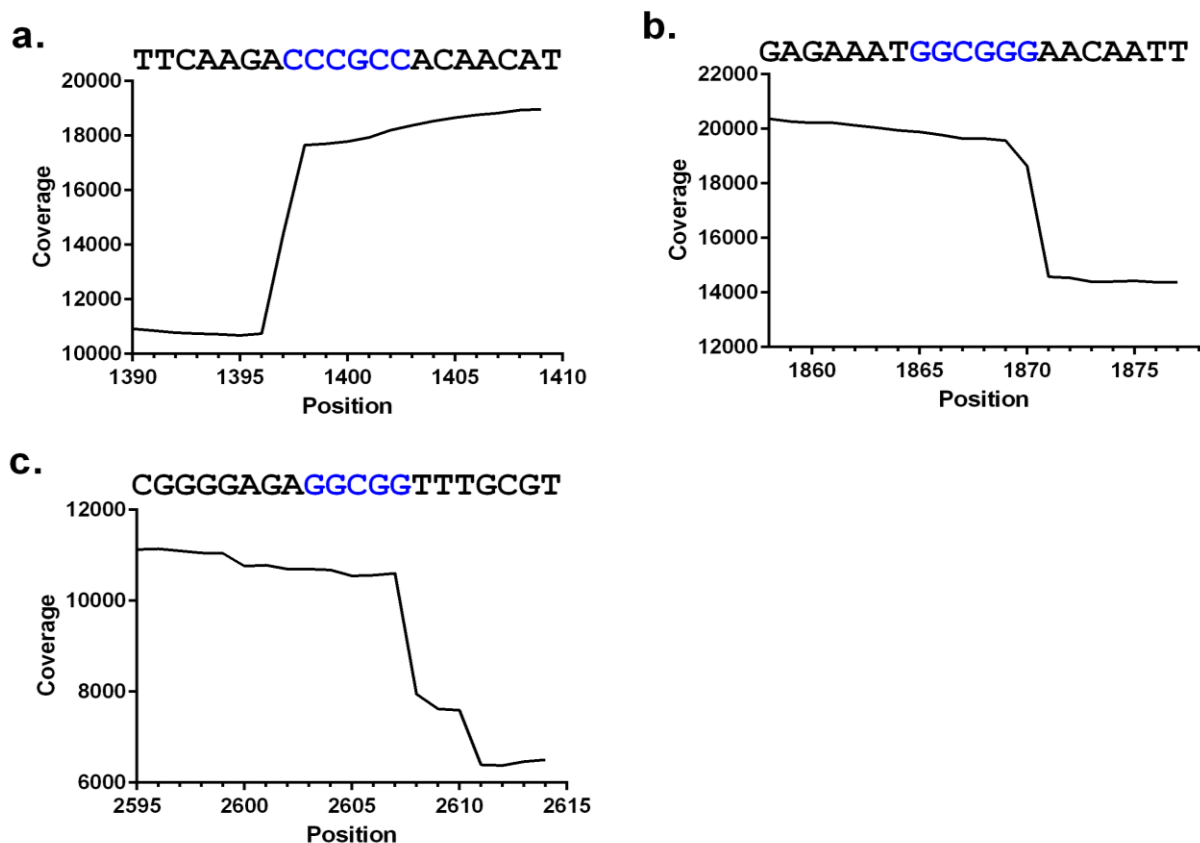 a.
TTCAAGACCCGCCACAACAT
20000
18000
16000
14000
12000
10000
Coverage
1390 1395 1400 1405 1410
Position
b.
GAGAAATGGCGGGAACAATT
22000
20000
18000
16000
14000
12000
Coverage
1860 1865 1870 1875
Position
c.
CGGGGAGAGGCGGTTTGCGT
12000
10000
8000
6000
Coverage
2595 2600 2605 2610 2615
Position